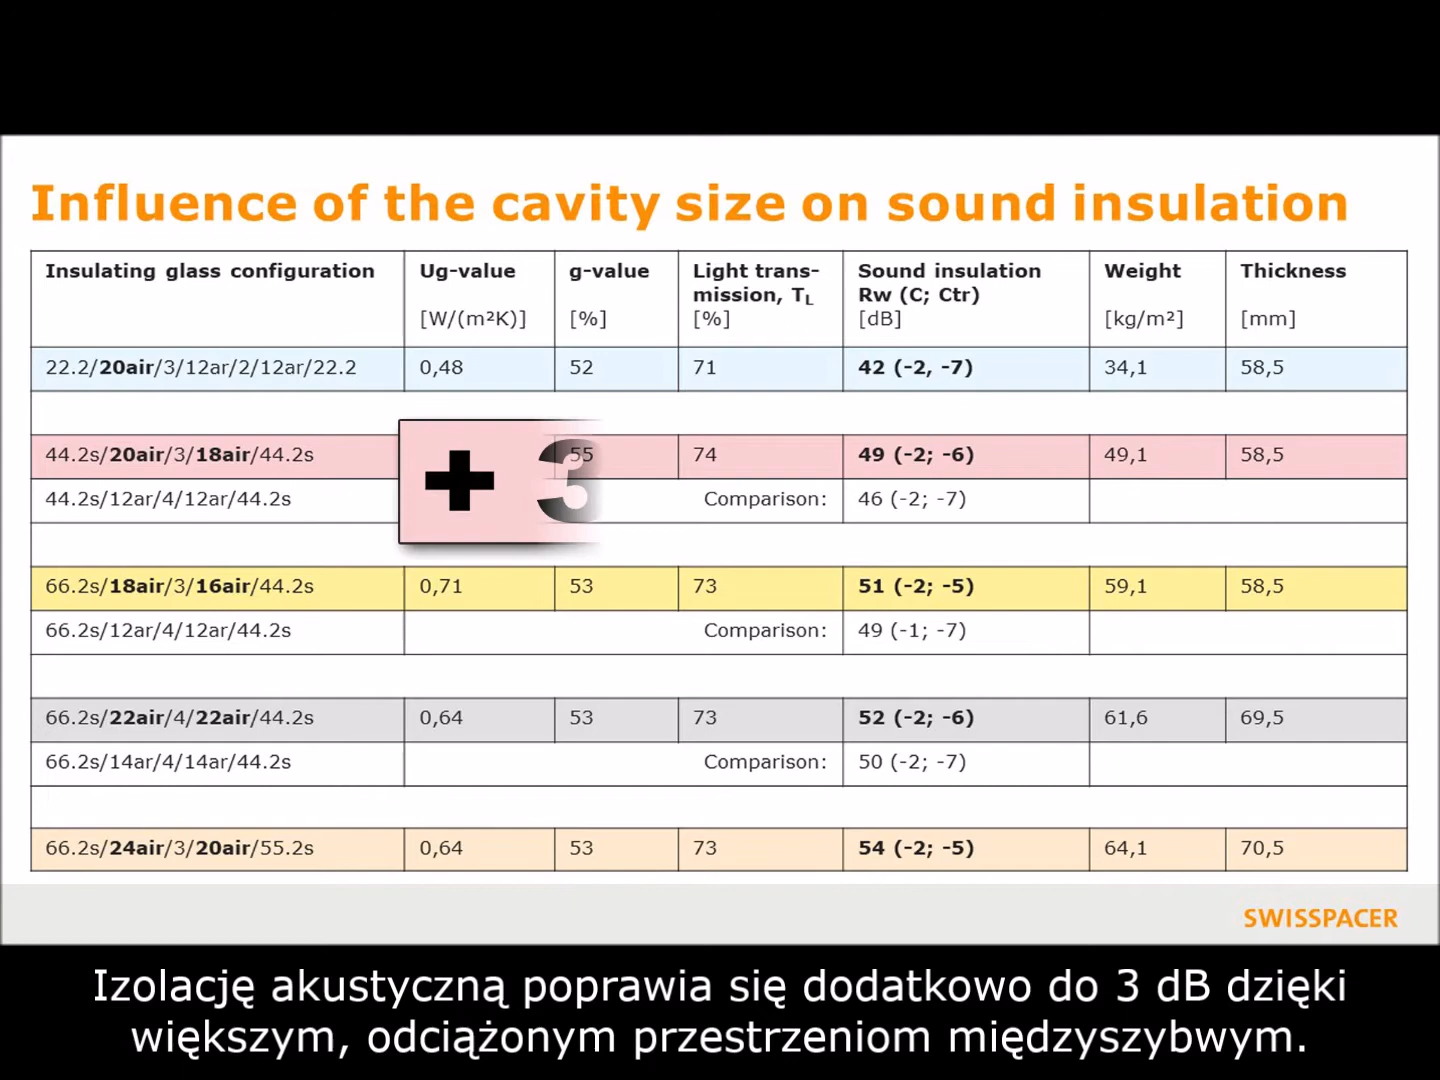 Influence of the cavity size on sound insulation
Insulating glass configuration Ug-value [W/(m²K)] g-value [%] Light trans-mission, TL [%] Sound insulation Rw (C; Ctr) [dB] Weight [kg/m²] Thickness [mm]
22.2/20air/3/12ar/2/12ar/22.2 0,48 52 71 42 (-2, -7) 34,1 58,5
44.2s/20air/3/18air/44.2s 55 74 49 (-2; -6) 49,1 58,5
+ 3
44.2s/12ar/4/12ar/44.2s Comparison: 46 (-2; -7)
66.2s/18air/3/16air/44.2s 0,71 53 73 51 (-2; -5) 59,1 58,5
66.2s/12ar/4/12ar/44.2s Comparison: 49 (-1; -7)
66.2s/22air/4/22air/44.2s 0,64 53 73 52 (-2; -6) 61,6 69,5
66.2s/14ar/4/14ar/44.2s Comparison: 50 (-2; -7)
66.2s/24air/3/20air/55.2s 0,64 53 73 54 (-2; -5) 64,1 70,5
SWISSPACER
Izolację akustyczną poprawia się dodatkowo do 3 dB dzięki
większym, odciążonym przestrzeniom międzyszybwym.